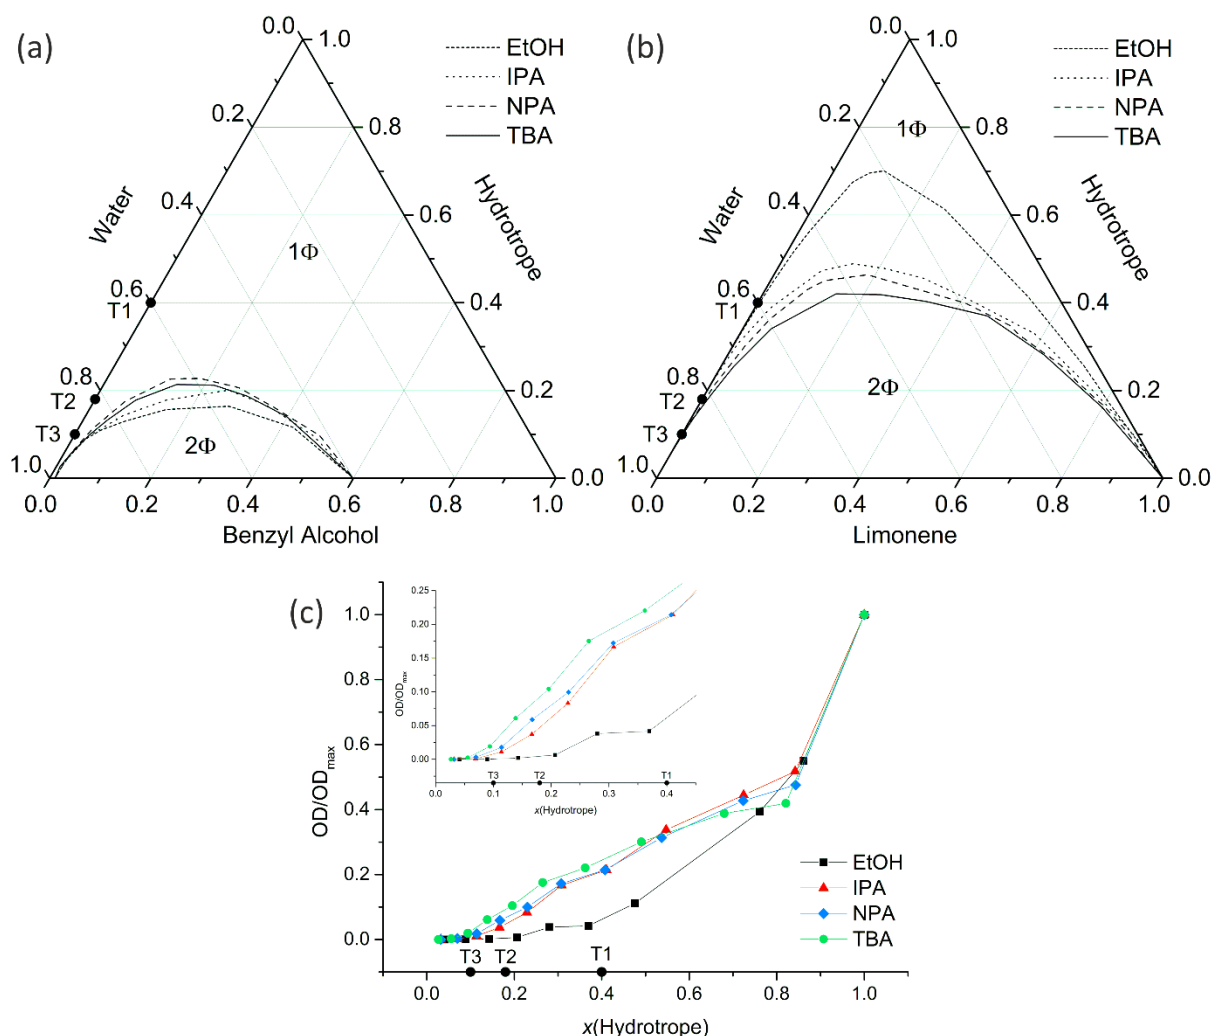 (a)
EtOH
IPA
NPA
TBA
0.0
1.0
0.2
0.8
Water
Hydrotrope
0.4
0.6
1Φ
0.6
0.4
T1
0.8
0.2
T2
T3
2Φ
1.0
0.0
0.0 0.2 0.4 0.6 0.8 1.0
Benzyl Alcohol
(b)
EtOH
IPA
NPA
TBA
0.0
1.0
0.2
1Φ
0.8
Water
Hydrotrope
0.4
0.6
0.6
0.4
T1
0.8
2Φ
0.2
T2
T3
1.0
0.0
0.0 0.2 0.4 0.6 0.8 1.0
Limonene
(c)
OD/ODmax
1.0
0.8
0.6
0.4
0.2
0.0
OD/ODmax
0.25
0.20
0.15
0.10
0.05
0.00
T3 T2 T1
0.0 0.1 0.2 0.3 0.4
x(Hydrotrope)
EtOH
IPA
NPA
TBA
T3 T2 T1
0.0 0.2 0.4 0.6 0.8 1.0
x(Hydrotrope)